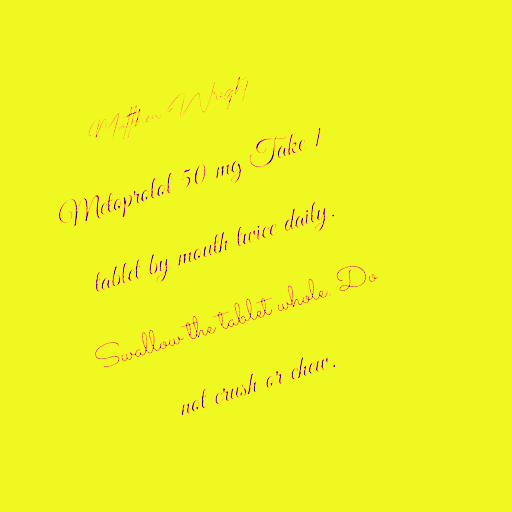 Matthew Wright
Metoprolol 50 mg Take 1
tablet by mouth twice daily.
Swallow the tablet whole. Do
not crush or chew.